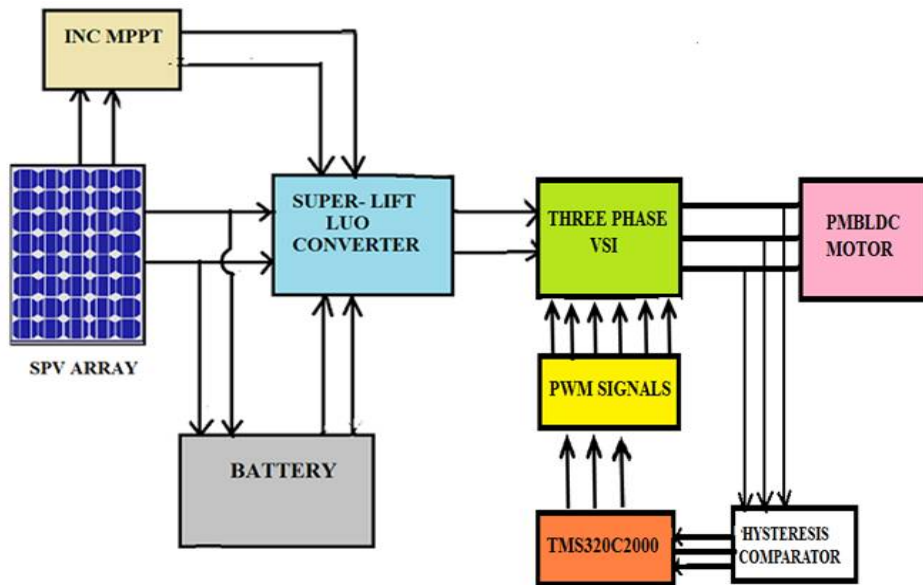 INC MPPT
SUPER- LIFT
LUO
CONVERTER
THREE PHASE
VSI
PMBLDC
MOTOR
SPV ARRAY
PWM SIGNALS
BATTERY
TMS320C2000
HYSTERESIS
COMPARATOR